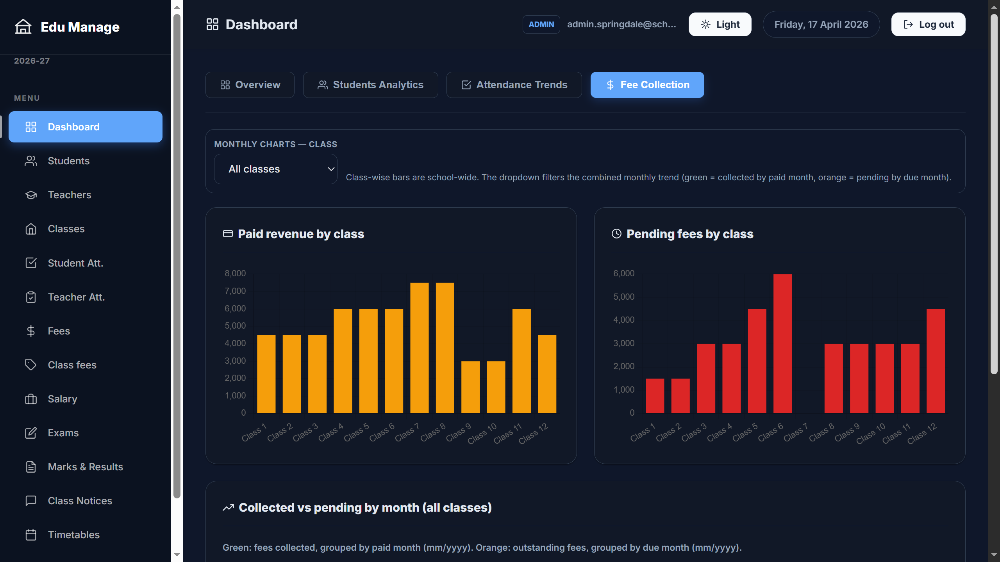 Edu Manage
2026-27
MENU
Dashboard
Students
Teachers
Classes
Student Att.
Teacher Att.
Fees
Class fees
Salary
Exams
Marks & Results
Class Notices
Timetables
Dashboard
ADMIN
admin.springdale@sch...
Light
Friday, 17 April 2026
Log out
Overview
Students Analytics
Attendance Trends
Fee Collection
MONTHLY CHARTS — CLASS
All classes
Class-wise bars are school-wide. The dropdown filters the combined monthly trend (green = collected by paid month, orange = pending by due month).
Paid revenue by class
8,000
7,000
6,000
5,000
4,000
3,000
2,000
1,000
0
Class 1
Class 2
Class 3
Class 4
Class 5
Class 6
Class 7
Class 8
Class 9
Class 10
Class 11
Class 12
Pending fees by class
6,000
5,000
4,000
3,000
2,000
1,000
0
Class 1
Class 2
Class 3
Class 4
Class 5
Class 6
Class 7
Class 8
Class 9
Class 10
Class 11
Class 12
Collected vs pending by month (all classes)
Green: fees collected, grouped by paid month (mm/yyyy). Orange: outstanding fees, grouped by due month (mm/yyyy).